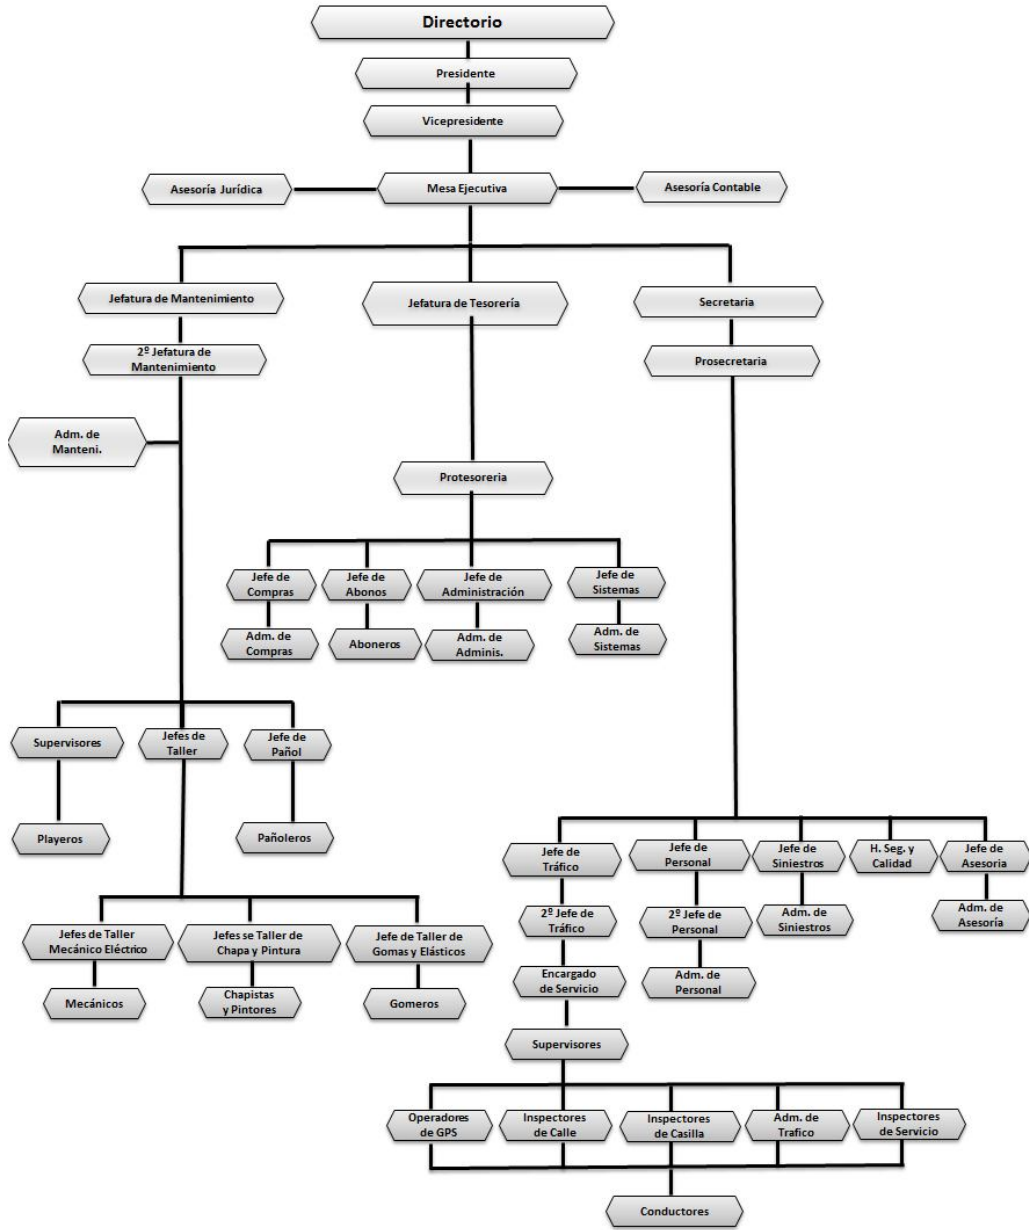 Directorio
Presidente
Vicepresidente
Asesoría Jurídica
Mesa Ejecutiva
Asesoría Contable
Jefatura de Mantenimiento
Jefatura de Tesorería
Secretaria
2º Jefatura de
Mantenimiento
Prosecretaria
Adm. de
Manteni.
Protesoreria
Jefe de
Compras
Jefe de
Abonos
Jefe de
Administración
Jefe de
Sistemas
Adm. de
Compras
Aboneros
Adm. de
Adminis.
Adm. de
Sistemas
Supervisores
Jefes de
Taller
Jefe de
Pañol
Playeros
Pañoleros
Jefe de
Tráfico
Jefe de
Personal
Jefe de
Siniestros
H. Seg. y
Calidad
Jefe de
Asesoria
2º Jefe de
Tráfico
2º Jefe de
Personal
Adm. de
Siniestros
Adm. de
Asesoría
Jefes de Taller
Mecánico Eléctrico
Jefes se Taller de
Chapa y Pintura
Jefe de Taller de
Gomas y Elásticos
Encargado
de Servicio
Adm. de
Personal
Mecánicos
Chapistas
y Pintores
Gomeros
Supervisores
Operadores
de GPS
Inspectores
de Calle
Inspectores
de Casilla
Adm. de
Trafico
Inspectores
de Servicio
Conductores